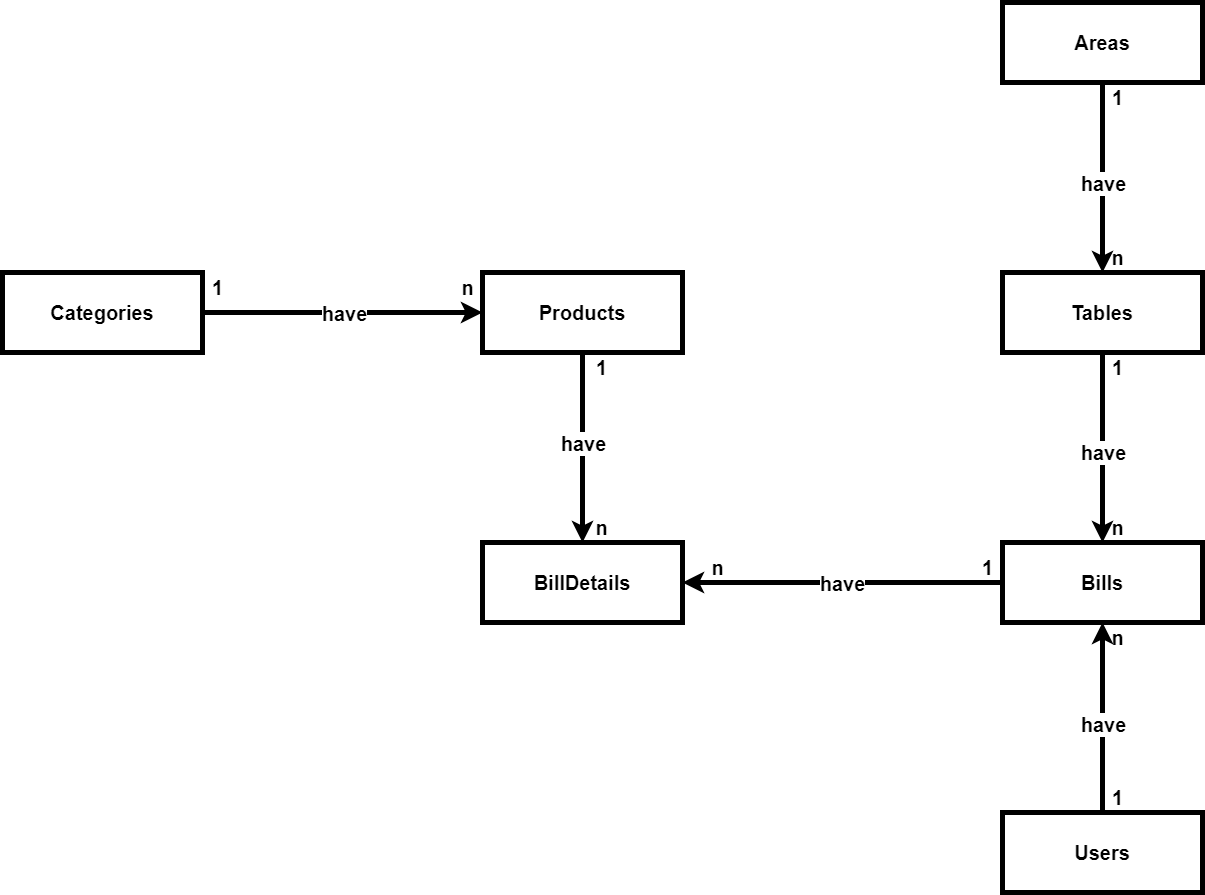 Areas
1
have
n
Categories
1
have
n
Products
Tables
1
1
have
have
n
n
BillDetails
n
have
1
Bills
n
have
1
Users